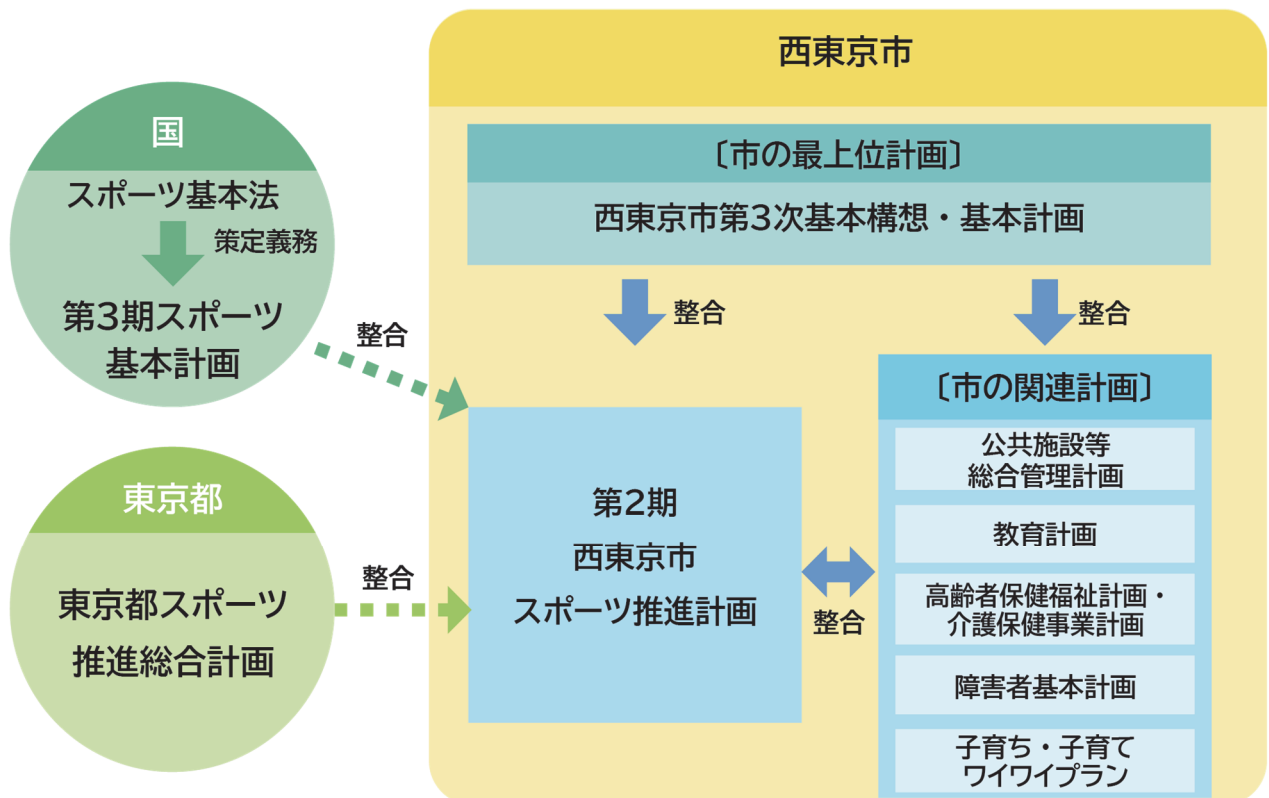 西東京市
国
スポーツ基本法
策定義務
第3期スポーツ
基本計画
整合
東京都
東京都スポーツ
推進総合計画
整合
〔市の最上位計画〕
西東京市第3次基本構想・基本計画
整合
整合
第2期
西東京市
スポーツ推進計画
整合
〔市の関連計画〕
公共施設等
総合管理計画
教育計画
高齢者保健福祉計画・
介護保健事業計画
障害者基本計画
子育ち・子育て
ワイワイプラン